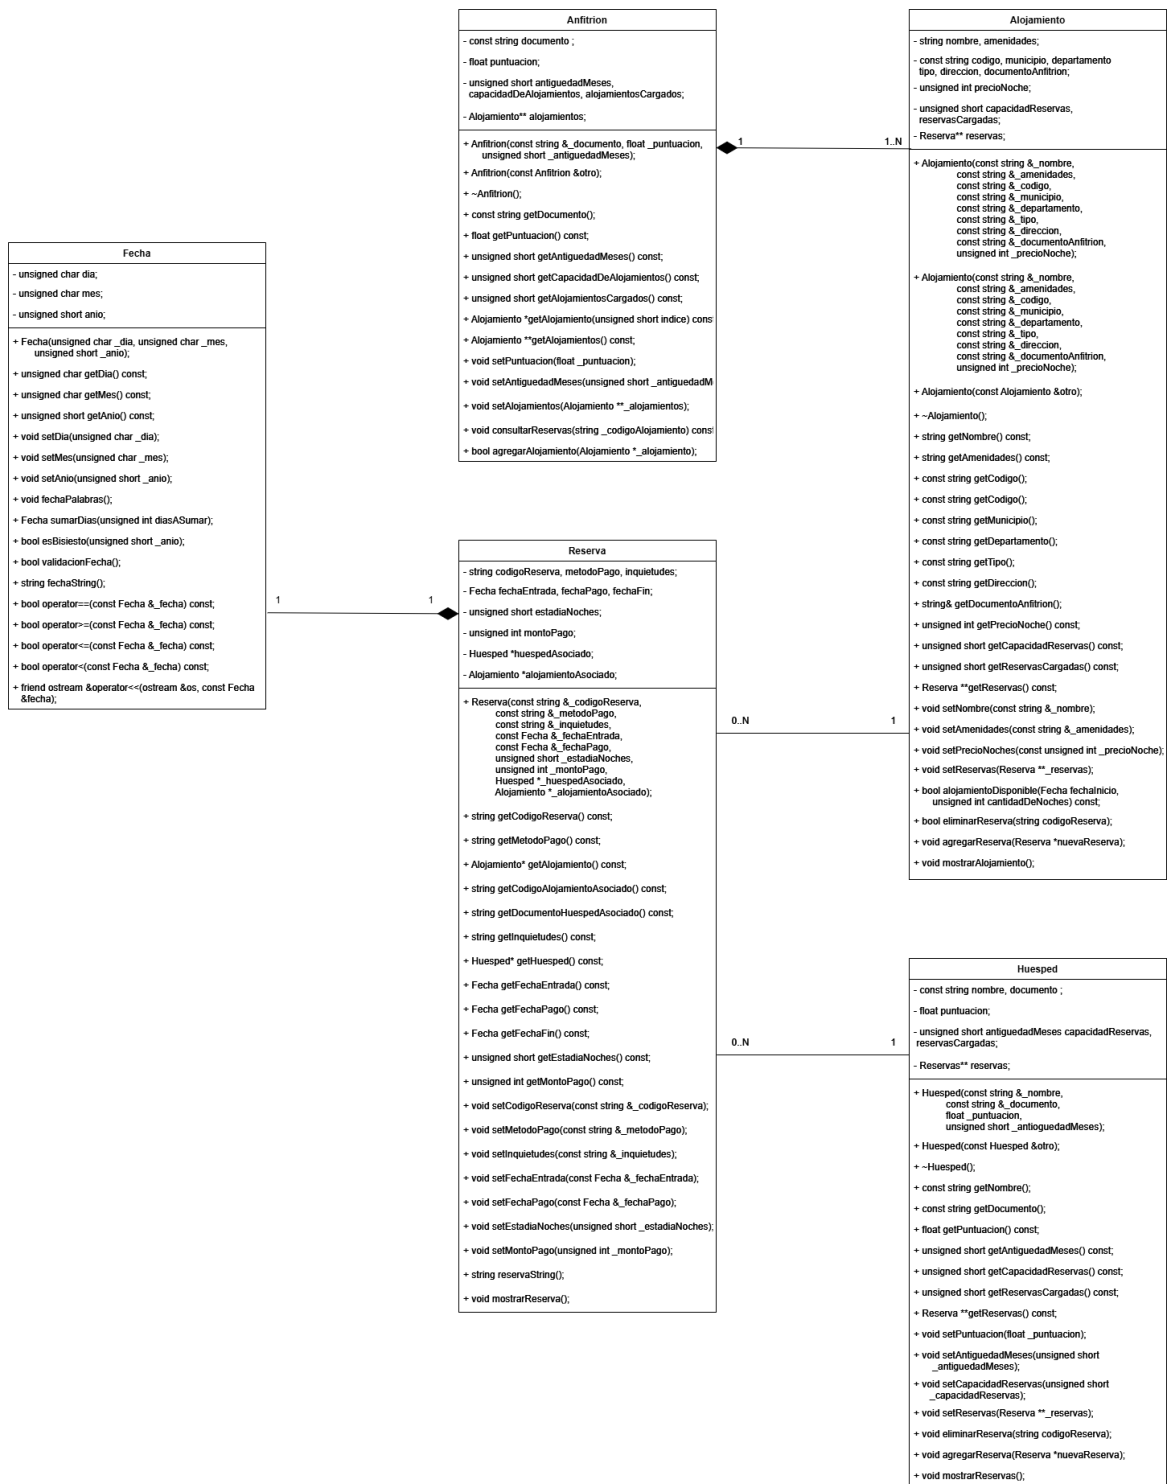 Anfitrion
- const string documento ;
- float puntuacion;
- unsigned short antiguedadMeses,
capacidadDeAlojamientos, alojamientosCargados;
- Alojamiento** alojamientos;
+ Anfitrion(const string &_documento, float _puntuacion,
unsigned short _antiguedadMeses);
+ Anfitrion(const Anfitrion &otro);
+ ~Anfitrion();
+ const string getDocumento();
+ float getPuntuacion() const;
+ unsigned short getAntiguedadMeses() const;
+ unsigned short getCapacidadDeAlojamientos() const;
+ unsigned short getAlojamientosCargados() const;
+ Alojamiento *getAlojamiento(unsigned short indice) const
+ Alojamiento **getAlojamientos() const;
+ void setPuntuacion(float _puntuacion);
+ void setAntiguedadMeses(unsigned short _antiguedadM
+ void setAlojamientos(Alojamiento **_alojamientos);
+ void consultarReservas(string _codigoAlojamiento) const
+ bool agregarAlojamiento(Alojamiento *_alojamiento);
1
1..N
Alojamiento
- string nombre, amenidades;
- const string codigo, municipio, departamento
tipo, direccion, documentoAnfitrion;
- unsigned int precioNoche;
- unsigned short capacidadReservas,
reservasCargadas;
- Reserva** reservas;
+ Alojamiento(const string &_nombre,
const string &_amenidades,
const string &_codigo,
const string &_municipio,
const string &_departamento,
const string &_tipo,
const string &_direccion,
const string &_documentoAnfitrion,
unsigned int _precioNoche);
+ Alojamiento(const string &_nombre,
const string &_amenidades,
const string &_codigo,
const string &_municipio,
const string &_departamento,
const string &_tipo,
const string &_direccion,
const string &_documentoAnfitrion,
unsigned int _precioNoche);
+ Alojamiento(const Alojamiento &otro);
+ ~Alojamiento();
+ string getNombre() const;
+ string getAmenidades() const;
+ const string getCodigo();
+ const string getCodigo();
+ const string getMunicipio();
+ const string getDepartamento();
+ const string getTipo();
+ const string getDireccion();
+ string& getDocumentoAnfitrion();
+ unsigned int getPrecioNoche() const;
+ unsigned short getCapacidadReservas() const;
+ unsigned short getReservasCargadas() const;
+ Reserva **getReservas() const;
+ void setNombre(const string &_nombre);
+ void setAmenidades(const string &_amenidades);
+ void setPrecioNoches(const unsigned int _precioNoche);
+ void setReservas(Reserva **_reservas);
+ bool alojamientoDisponible(Fecha fechaInicio,
unsigned int cantidadDeNoches) const;
+ bool eliminarReserva(string codigoReserva);
+ void agregarReserva(Reserva *nuevaReserva);
+ void mostrarAlojamiento();
Fecha
- unsigned char dia;
- unsigned char mes;
- unsigned short anio;
+ Fecha(unsigned char _dia, unsigned char _mes,
unsigned short _anio);
+ unsigned char getDia() const;
+ unsigned char getMes() const;
+ unsigned short getAnio() const;
+ void setDia(unsigned char _dia);
+ void setMes(unsigned char _mes);
+ void setAnio(unsigned short _anio);
+ void fechaPalabras();
+ Fecha sumarDias(unsigned int diasASumar);
+ bool esBisiesto(unsigned short _anio);
+ bool validacionFecha();
+ string fechaString();
+ bool operator==(const Fecha &_fecha) const;
+ bool operator>=(const Fecha &_fecha) const;
+ bool operator<=(const Fecha &_fecha) const;
+ bool operator<(const Fecha &_fecha) const;
+ friend ostream &operator<<(ostream &os, const Fecha
&fecha);
1
1
Reserva
- string codigoReserva, metodoPago, inquietudes;
- Fecha fechaEntrada, fechaPago, fechaFin;
- unsigned short estadiaNoches;
- unsigned int montoPago;
- Huesped *huespedAsociado;
- Alojamiento *alojamientoAsociado;
+ Reserva(const string &_codigoReserva,
const string &_metodoPago,
const string &_inquietudes,
const Fecha &_fechaEntrada,
const Fecha &_fechaPago,
unsigned short _estadiaNoches,
unsigned int _montoPago,
Huesped *_huespedAsociado,
Alojamiento *_alojamientoAsociado);
+ string getCodigoReserva() const;
+ string getMetodoPago() const;
+ Alojamiento* getAlojamiento() const;
+ string getCodigoAlojamientoAsociado() const;
+ string getDocumentoHuespedAsociado() const;
+ string getInquietudes() const;
+ Huesped* getHuesped() const;
+ Fecha getFechaEntrada() const;
+ Fecha getFechaPago() const;
+ Fecha getFechaFin() const;
+ unsigned short getEstadiaNoches() const;
+ unsigned int getMontoPago() const;
+ void setCodigoReserva(const string &_codigoReserva);
+ void setMetodoPago(const string &_metodoPago);
+ void setInquietudes(const string &_inquietudes);
+ void setFechaEntrada(const Fecha &_fechaEntrada);
+ void setFechaPago(const Fecha &_fechaPago);
+ void setEstadiaNoches(unsigned short _estadiaNoches);
+ void setMontoPago(unsigned int _montoPago);
+ string reservaString();
+ void mostrarReserva();
0..N
1
0..N
1
Huesped
- const string nombre, documento ;
- float puntuacion;
- unsigned short antiguedadMeses capacidadReservas,
reservasCargadas;
- Reservas** reservas;
+ Huesped(const string &_nombre,
const string &_documento,
float _puntuacion,
unsigned short _antioguedadMeses);
+ Huesped(const Huesped &otro);
+ ~Huesped();
+ const string getNombre();
+ const string getDocumento();
+ float getPuntuacion() const;
+ unsigned short getAntiguedadMeses() const;
+ unsigned short getCapacidadReservas() const;
+ unsigned short getReservasCargadas() const;
+ Reserva **getReservas() const;
+ void setPuntuacion(float _puntuacion);
+ void setAntiguedadMeses(unsigned short
_antiguedadMeses);
+ void setCapacidadReservas(unsigned short
_capacidadReservas);
+ void setReservas(Reserva **_reservas);
+ void eliminarReserva(string codigoReserva);
+ void agregarReserva(Reserva *nuevaReserva);
+ void mostrarReservas();